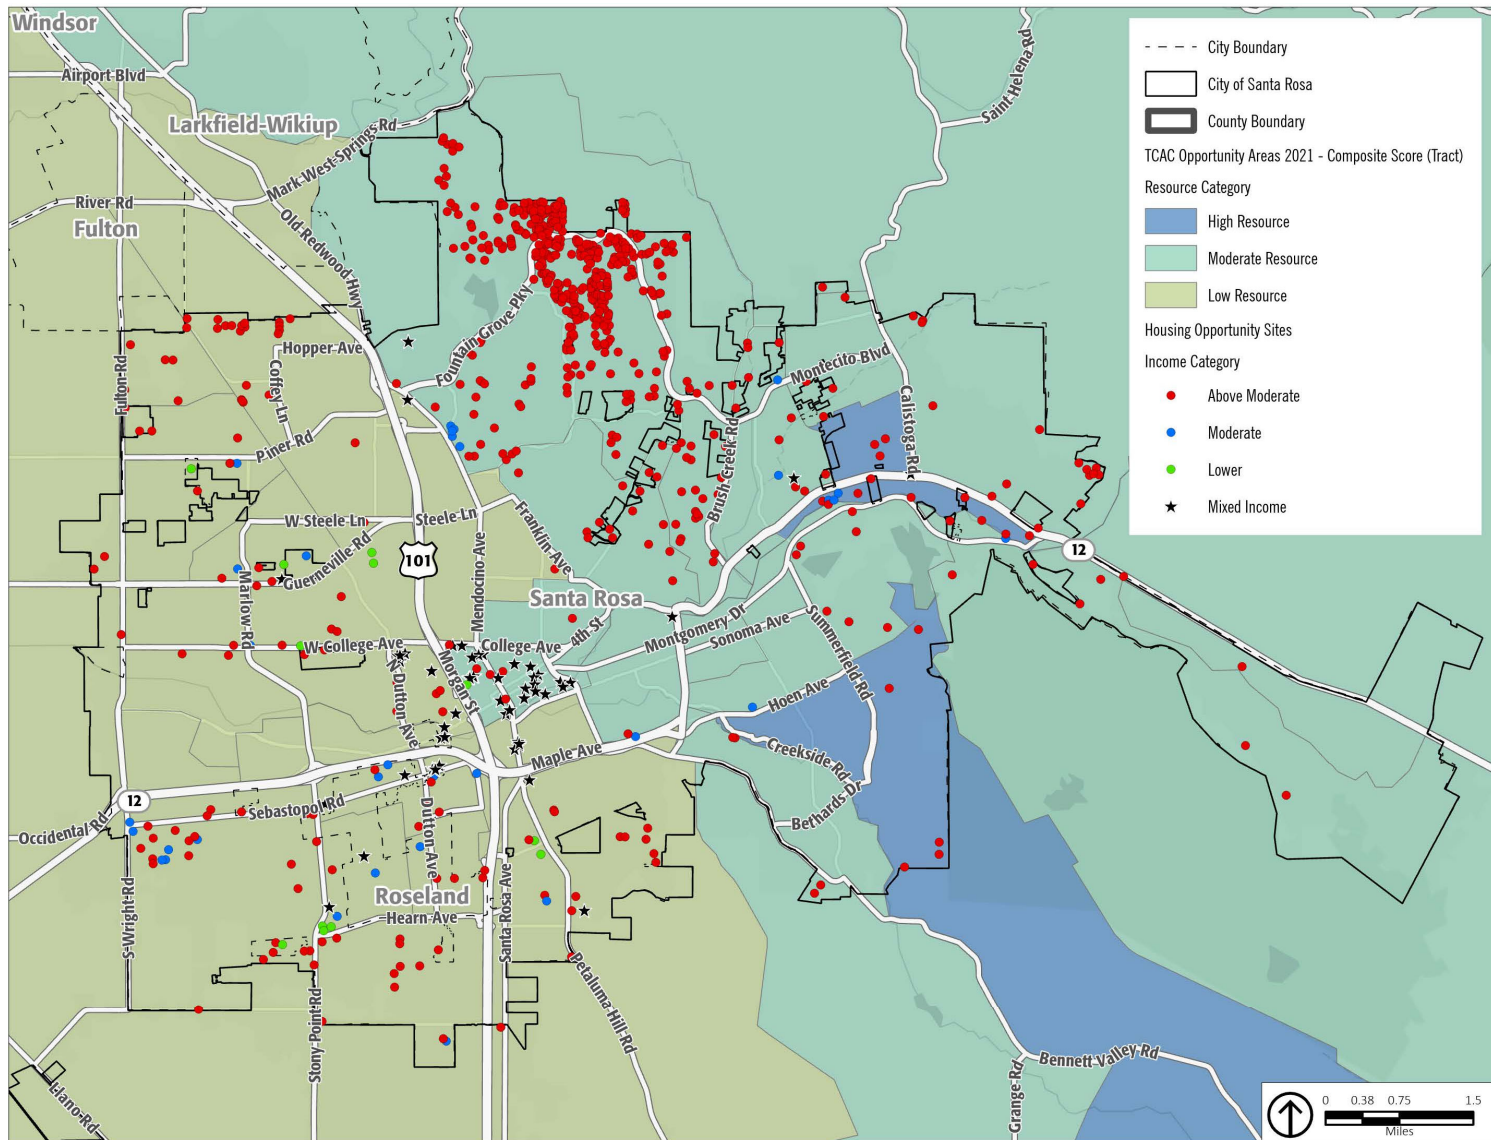 Windsor
Airport Blvd
Larkfield-Wikiup
Mark West Springs Rd
Saint Helena Rd
River Rd
Fulton
Old Redwood Hwy
Fountain Grove Pky
Hopper Ave
Fulton Rd
Coffey Ln
Piner Rd
Montecito Blvd
Calistoga Rd
Brush Creek Rd
W Steele Ln
Steele Ln
Franklin Ave
Guerneville Rd
101
Mendocino Ave
12
Marlow Rd
Santa Rosa
W College Ave
College Ave
4th St
Montgomery Dr
Sonoma Ave
Summerfield Rd
N Dutton Ave
Morgan St
Hoen Ave
Maple Ave
Creekside Rd
Bethards Dr
12
Sebastopol Rd
Occidental Rd
Dutton Ave
Roseland
Hearn Ave
S Wright Rd
Santa Rosa Ave
Stony Point Rd
Petaluma Hill Rd
Bennett Valley Rd
Grange Rd
Llano Rd
City Boundary
City of Santa Rosa
County Boundary
TCAC Opportunity Areas 2021 - Composite Score (Tract)
Resource Category
High Resource
Moderate Resource
Low Resource
Housing Opportunity Sites
Income Category
Above Moderate
Moderate
Lower
Mixed Income
0 0.38 0.75 1.5
Miles